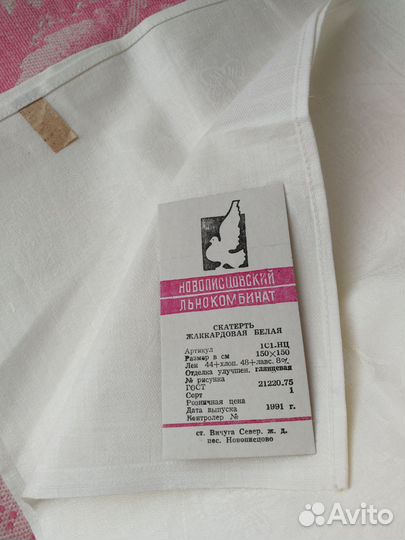 НОВОПИСЦОВСКИЙ
ЛЬНОКОМБИНАТ
СКАТЕРТЬ
ЖАККАРДОВАЯ БЕЛАЯ
Артикул 1С1-НЦ
Размер в см 150×150
Лен 44+хлоп. 48+лавс. 8%
Отделка улучшен. глянцевая
№ рисунка
ГОСТ 21220.75
Сорт 1
Розничная цена
Дата выпуска 1991 г.
Контролер №
ст. Вичуга Север. ж. д.
пос. Новописцово
Avito